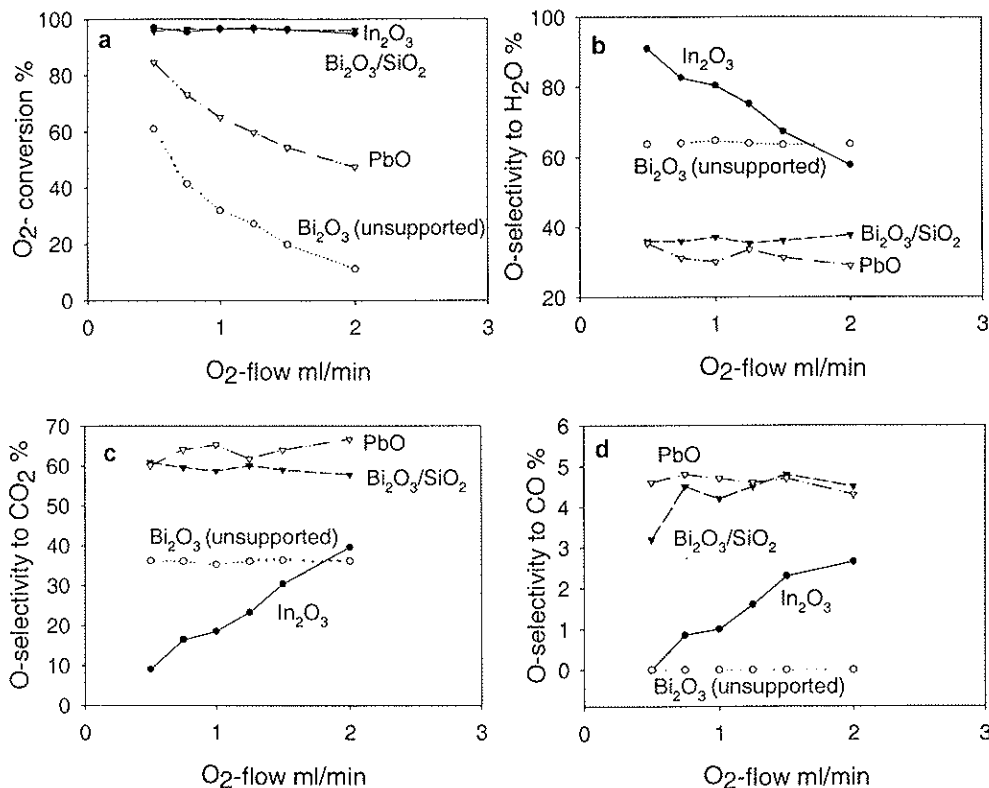 a
O2- conversion %
100
80
60
40
20
0
In2O3
Bi2O3/SiO2
PbO
Bi2O3 (unsupported)
0 1 2 3
O2-flow ml/min
b
O-selectivity to H2O %
100
80
60
40
20
In2O3
Bi2O3 (unsupported)
Bi2O3/SiO2
PbO
0 1 2 3
O2-flow ml/min
c
O-selectivity to CO2 %
70
60
50
40
30
20
10
0
PbO
Bi2O3/SiO2
Bi2O3 (unsupported)
In2O3
0 1 2 3
O2-flow ml/min
d
O-selectivity to CO %
6
5
4
3
2
1
0
PbO
Bi2O3/SiO2
In2O3
Bi2O3 (unsupported)
0 1 2 3
O2-flow ml/min